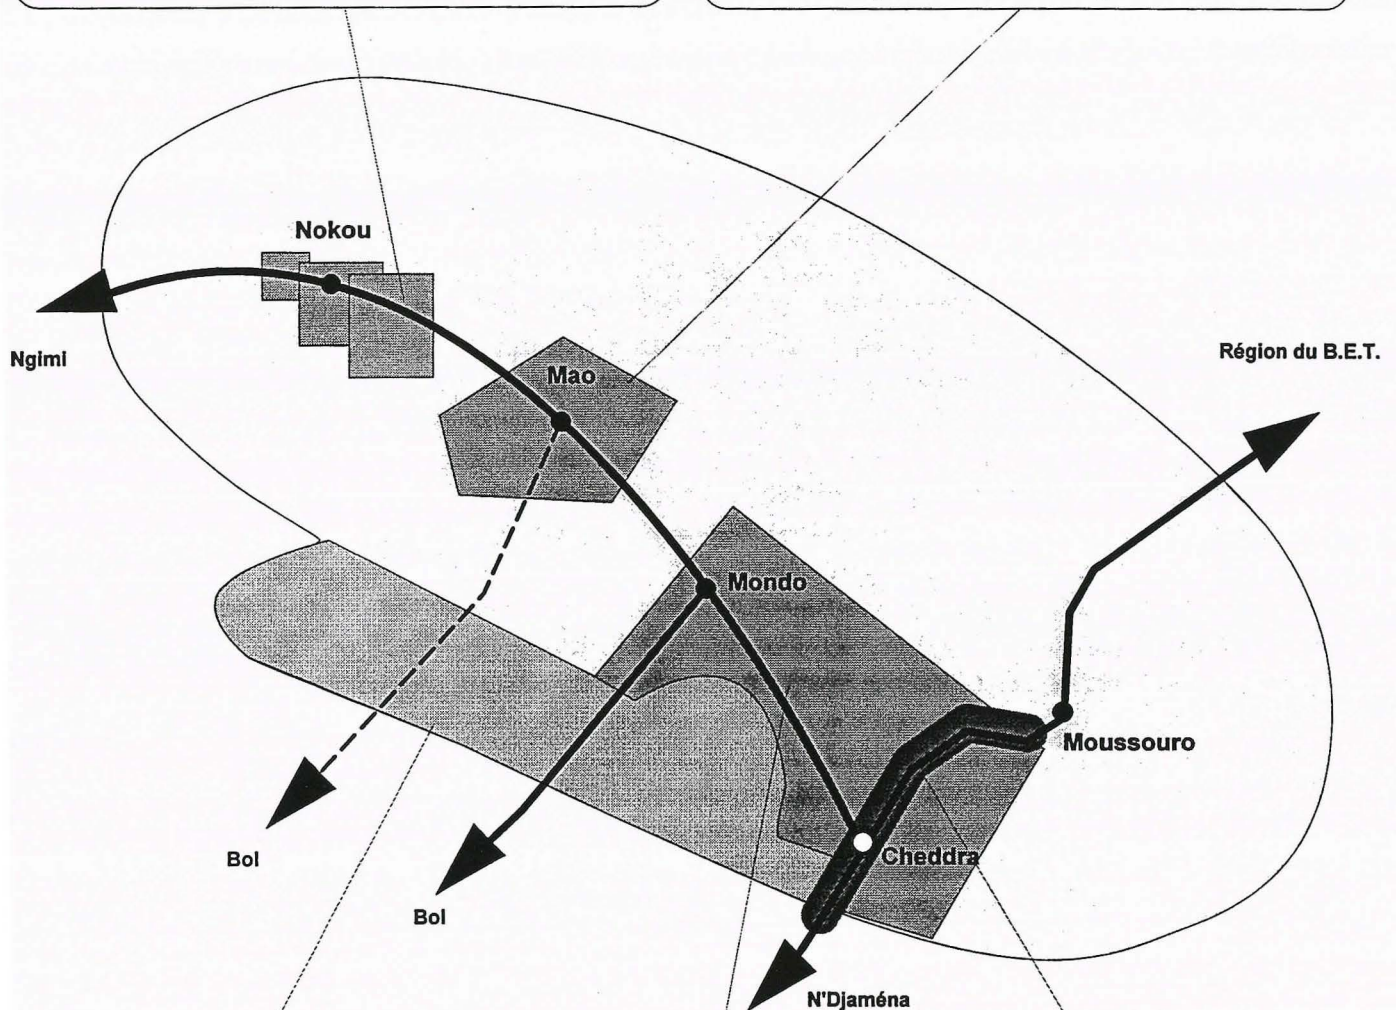 Nokou
Région du B.E.T.
Ngimi
Mao
Mondo
Moussouro
Cheddra
Bol
Bol
N'Djaména